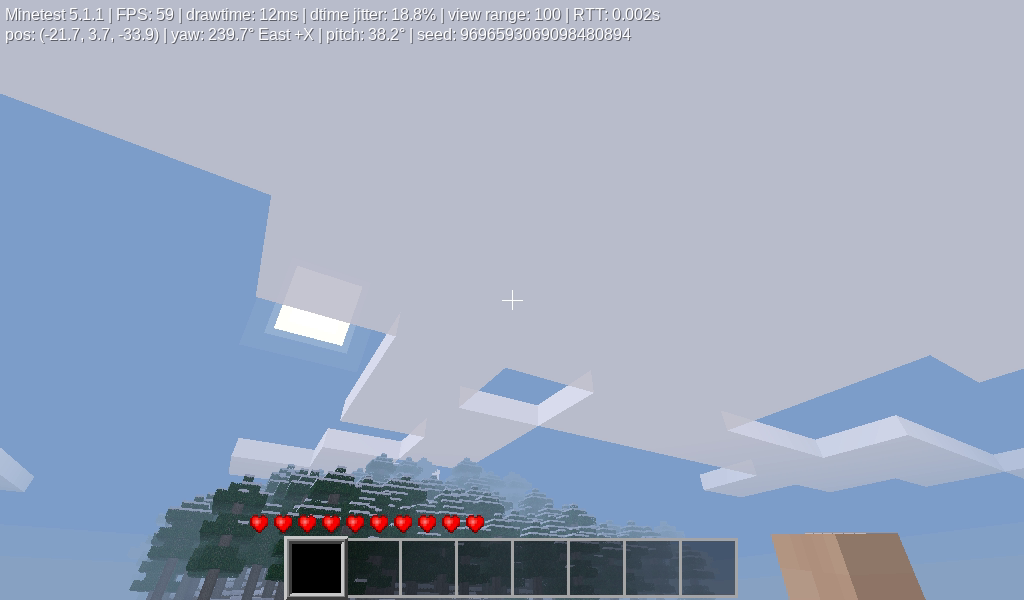 Minetest 5.1.1 | FPS: 59 | drawtime: 12ms | dtime jitter: 18.8% | view range: 100 | RTT: 0.002s
pos: (-21.7, 3.7, -33.9) | yaw: 239.7° East +X | pitch: 38.2° | seed: 9696593069098480894